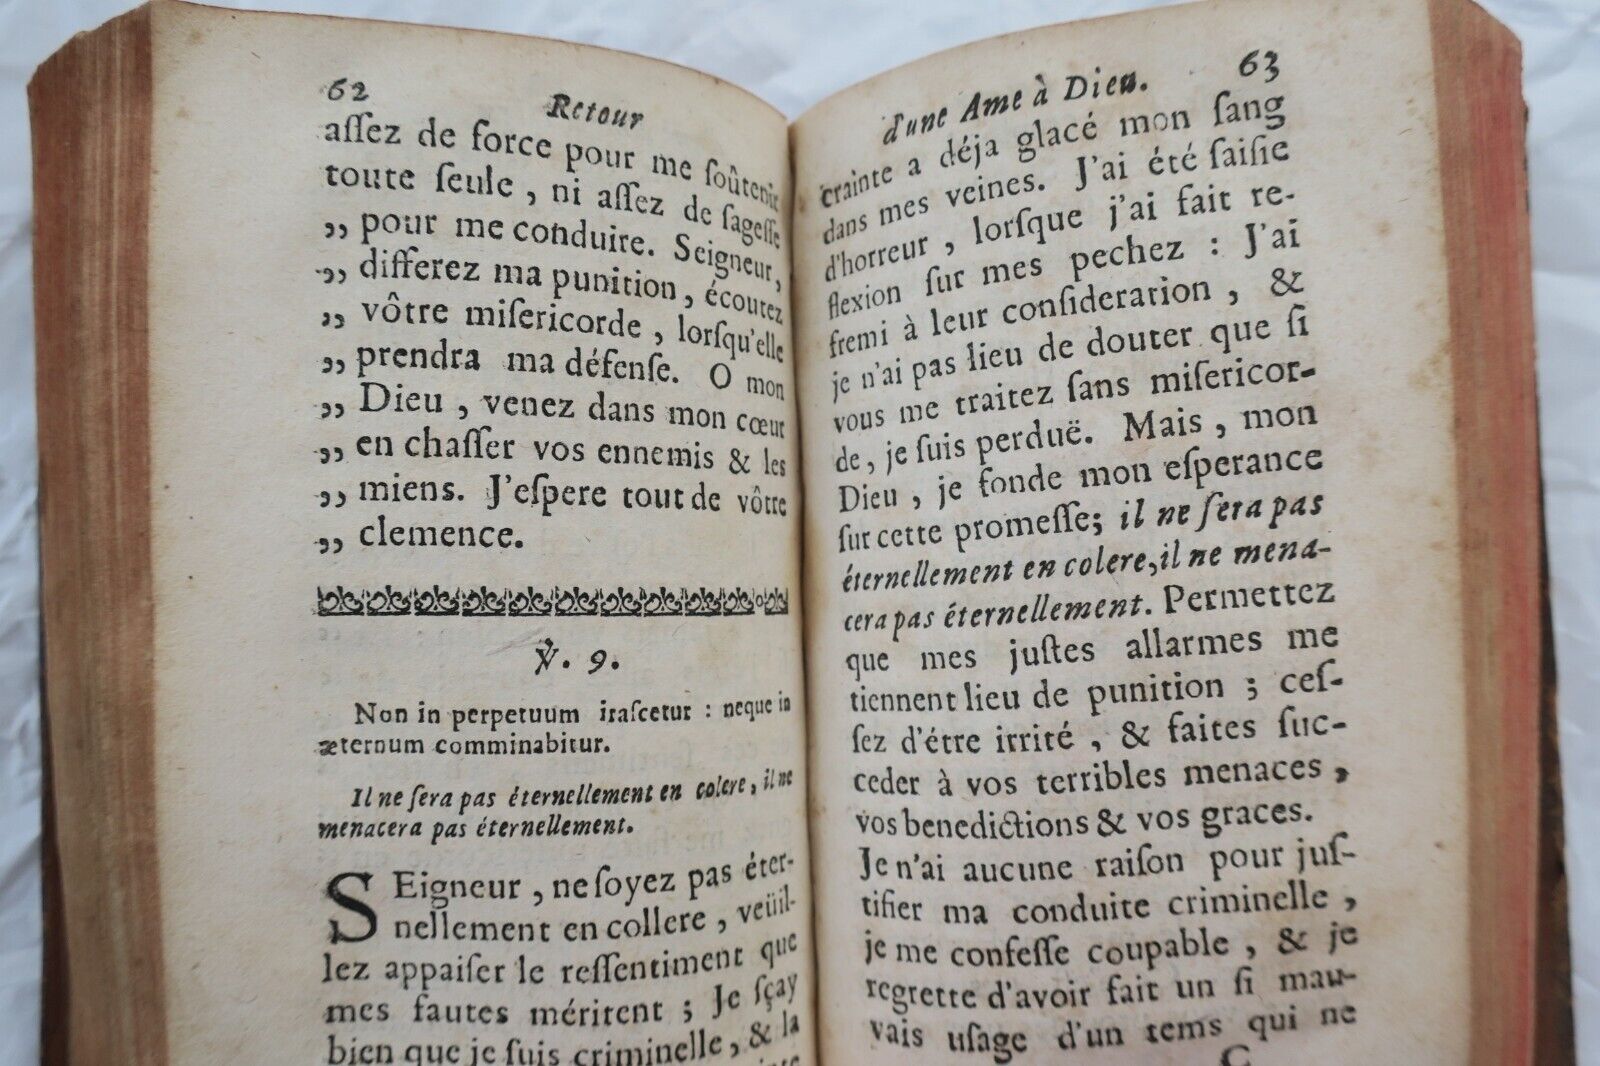 62
Retour
aſſez de force pour me ſoûtenir
toute ſeule, ni aſſez de ſageſſe
,, pour me conduire. Seigneur,
,, differez ma punition, écoutez
,, vôtre miſericorde, lorſqu'elle
,, prendra ma défenſe. O mon
,, Dieu, venez dans mon cœur
,, en chaſſer vos ennemis & les
,, miens. J'eſpere tout de vôtre
,, clemence.
℣. 9.
Non in perpetuum iraſcetur : neque in
æternum comminabitur.
Il ne ſera pas éternellement en colere, il ne
menacera pas éternellement.
SEigneur, ne ſoyez pas éter-
nellement en collere, veüil-
lez appaiſer le reſſentiment que
mes fautes méritent ; Je ſçay
bien que je ſuis criminelle, & la
63
d'une Ame à Dieu.
crainte a déja glacé mon ſang
dans mes veines. J'ai été ſaiſie
d'horreur, lorſque j'ai fait re-
flexion ſur mes pechez : J'ai
fremi à leur conſideration, &
je n'ai pas lieu de douter que ſi
vous me traitez ſans miſericor-
de, je ſuis perduë. Mais, mon
Dieu, je fonde mon eſperance
ſur cette promeſſe; il ne ſera pas
éternellement en colere, il ne mena-
cera pas éternellement. Permettez
que mes juſtes allarmes me
tiennent lieu de punition ; ceſ-
ſez d'étre irrité, & faites ſuc-
ceder à vos terribles menaces,
vos benedictions & vos graces.
Je n'ai aucune raiſon pour juſ-
tifier ma conduite criminelle,
je me confeſſe coupable, & je
regrette d'avoir fait un ſi mau-
vais uſage d'un tems qui ne
C